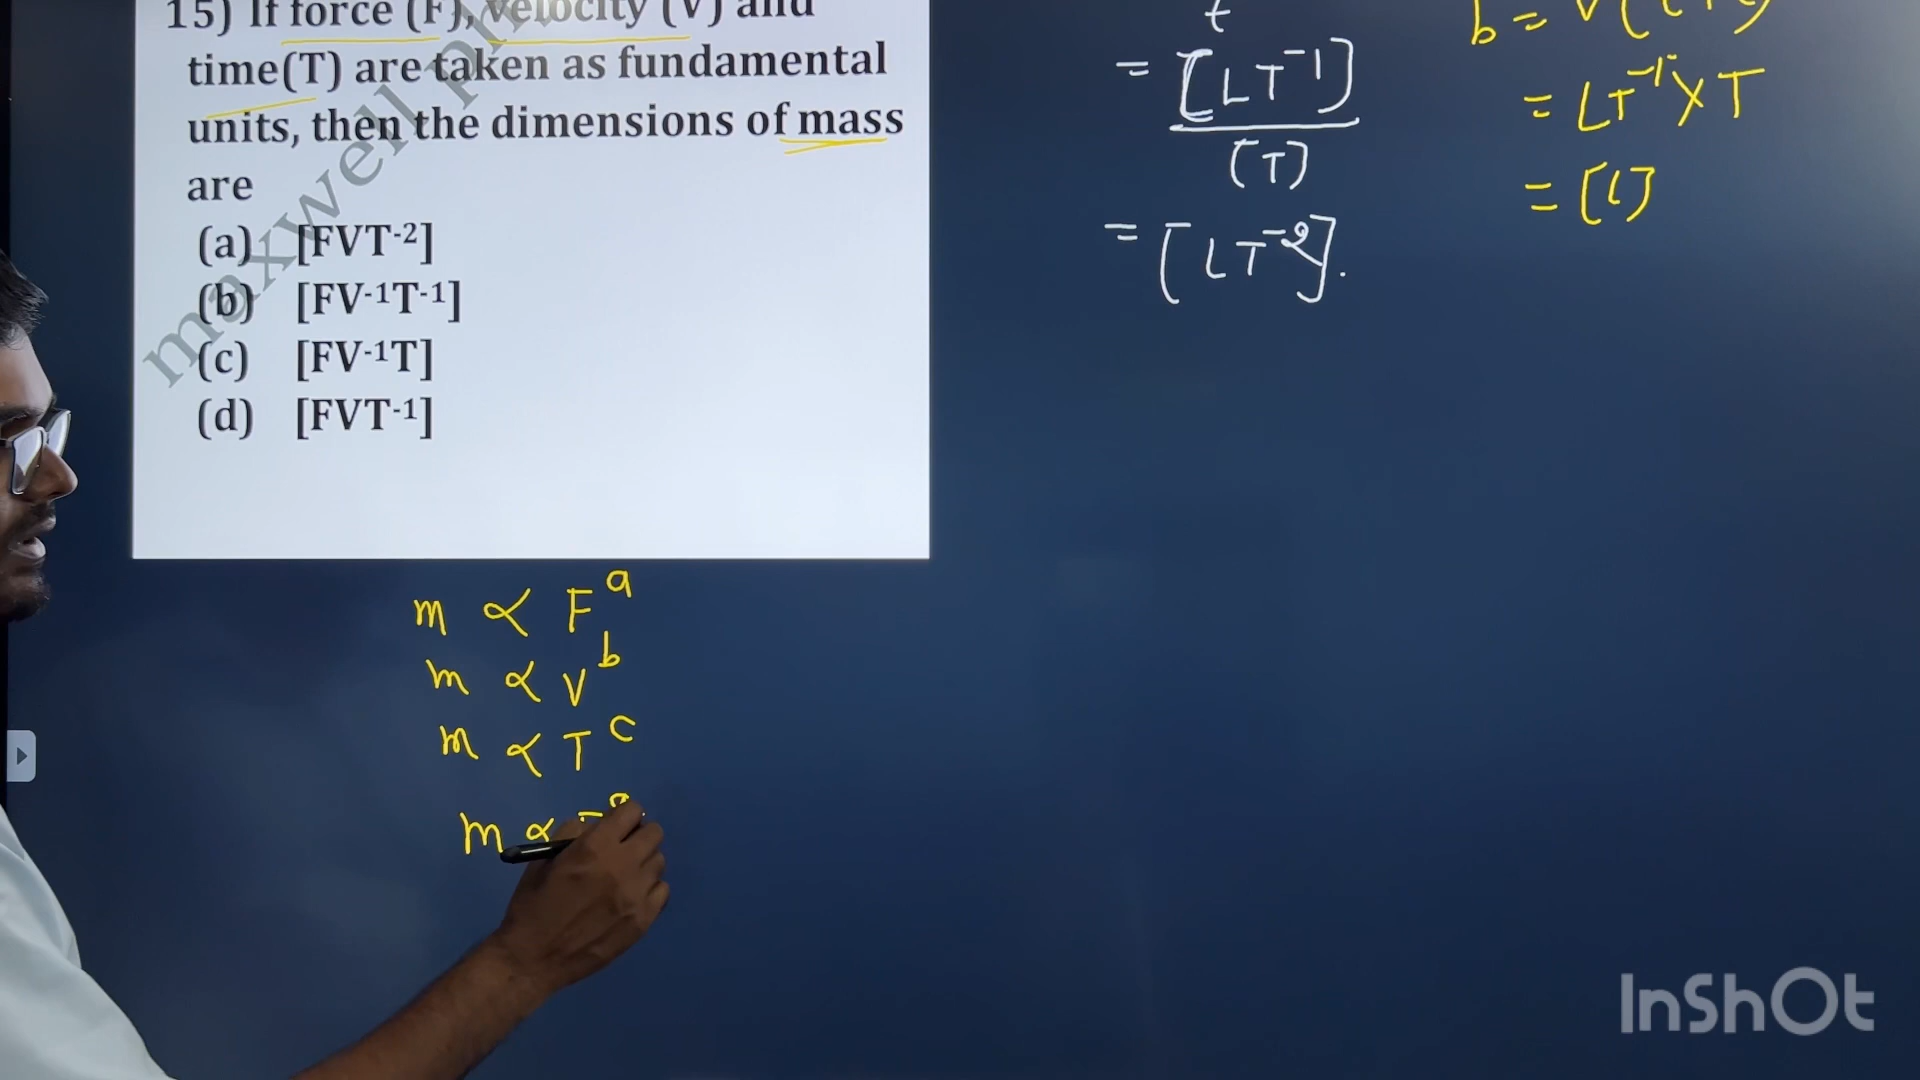 15) If force (F), velocity (V) and
time(T) are taken as fundamental
units, then the dimensions of mass
are
(a) [FVT-2]
(b) [FV-1T-1]
(c) [FV-1T]
(d) [FVT-1]
maxwell
m ∝ F^a
m ∝ V^b
m ∝ T^c
m ∝ F^a
t
= [LT^-1]
(T)
= [LT^-2].
b = V
= LT^-1 X T
= [L]
InShOt